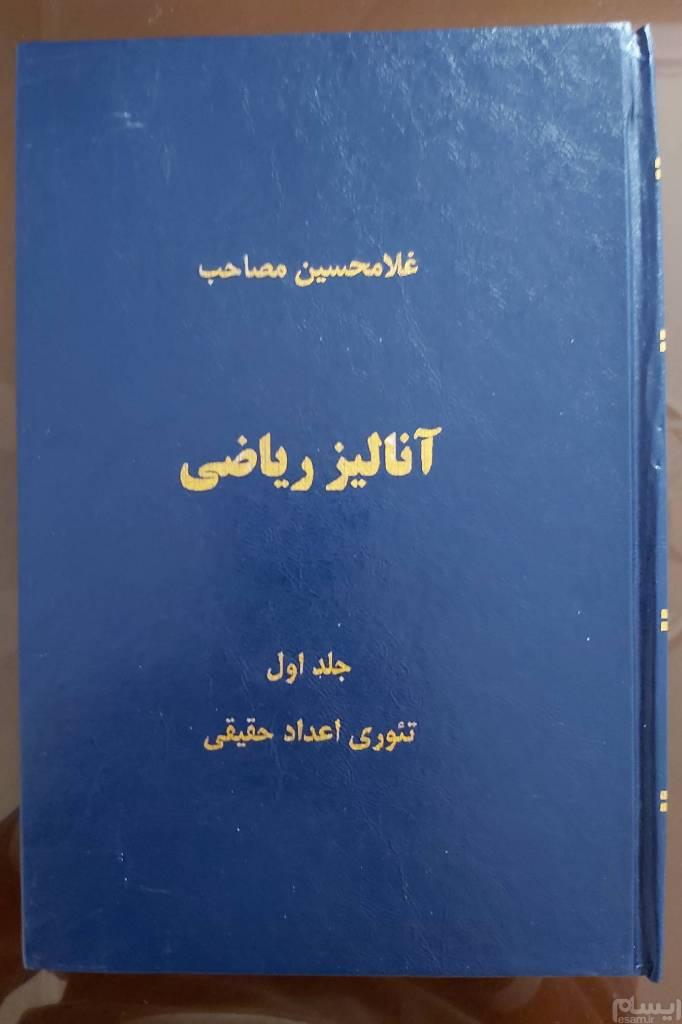 غلامحسین مصاحب
آنالیز ریاضی
جلد اول
تئوری اعداد حقیقی
ایسام
esam.ir